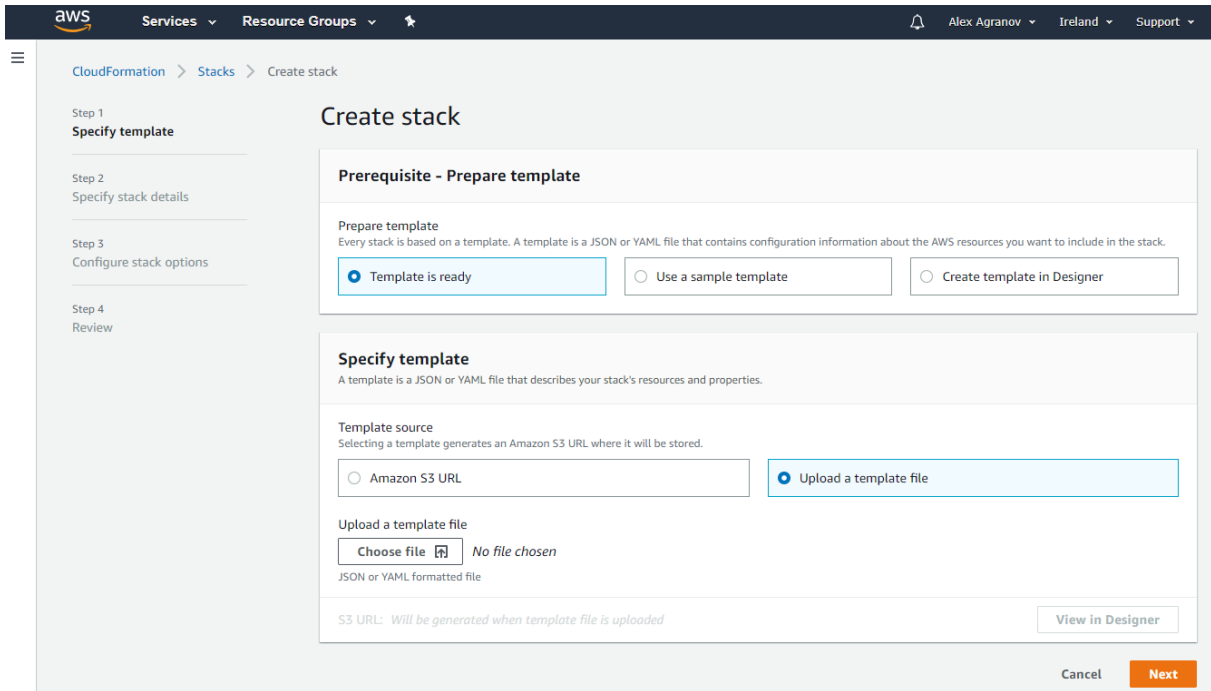 aws Services Resource Groups Alex Agranov Ireland Support
CloudFormation Stacks Create stack
Step 1
Specify template
Step 2
Specify stack details
Step 3
Configure stack options
Step 4
Review
Create stack
Prerequisite - Prepare template
Prepare template
Every stack is based on a template. A template is a JSON or YAML file that contains configuration information about the AWS resources you want to include in the stack.
Template is ready Use a sample template Create template in Designer
Specify template
A template is a JSON or YAML file that describes your stack's resources and properties.
Template source
Selecting a template generates an Amazon S3 URL where it will be stored.
Amazon S3 URL Upload a template file
Upload a template file
Choose file No file chosen
JSON or YAML formatted file
S3 URL: Will be generated when template file is uploaded View in Designer
Cancel Next